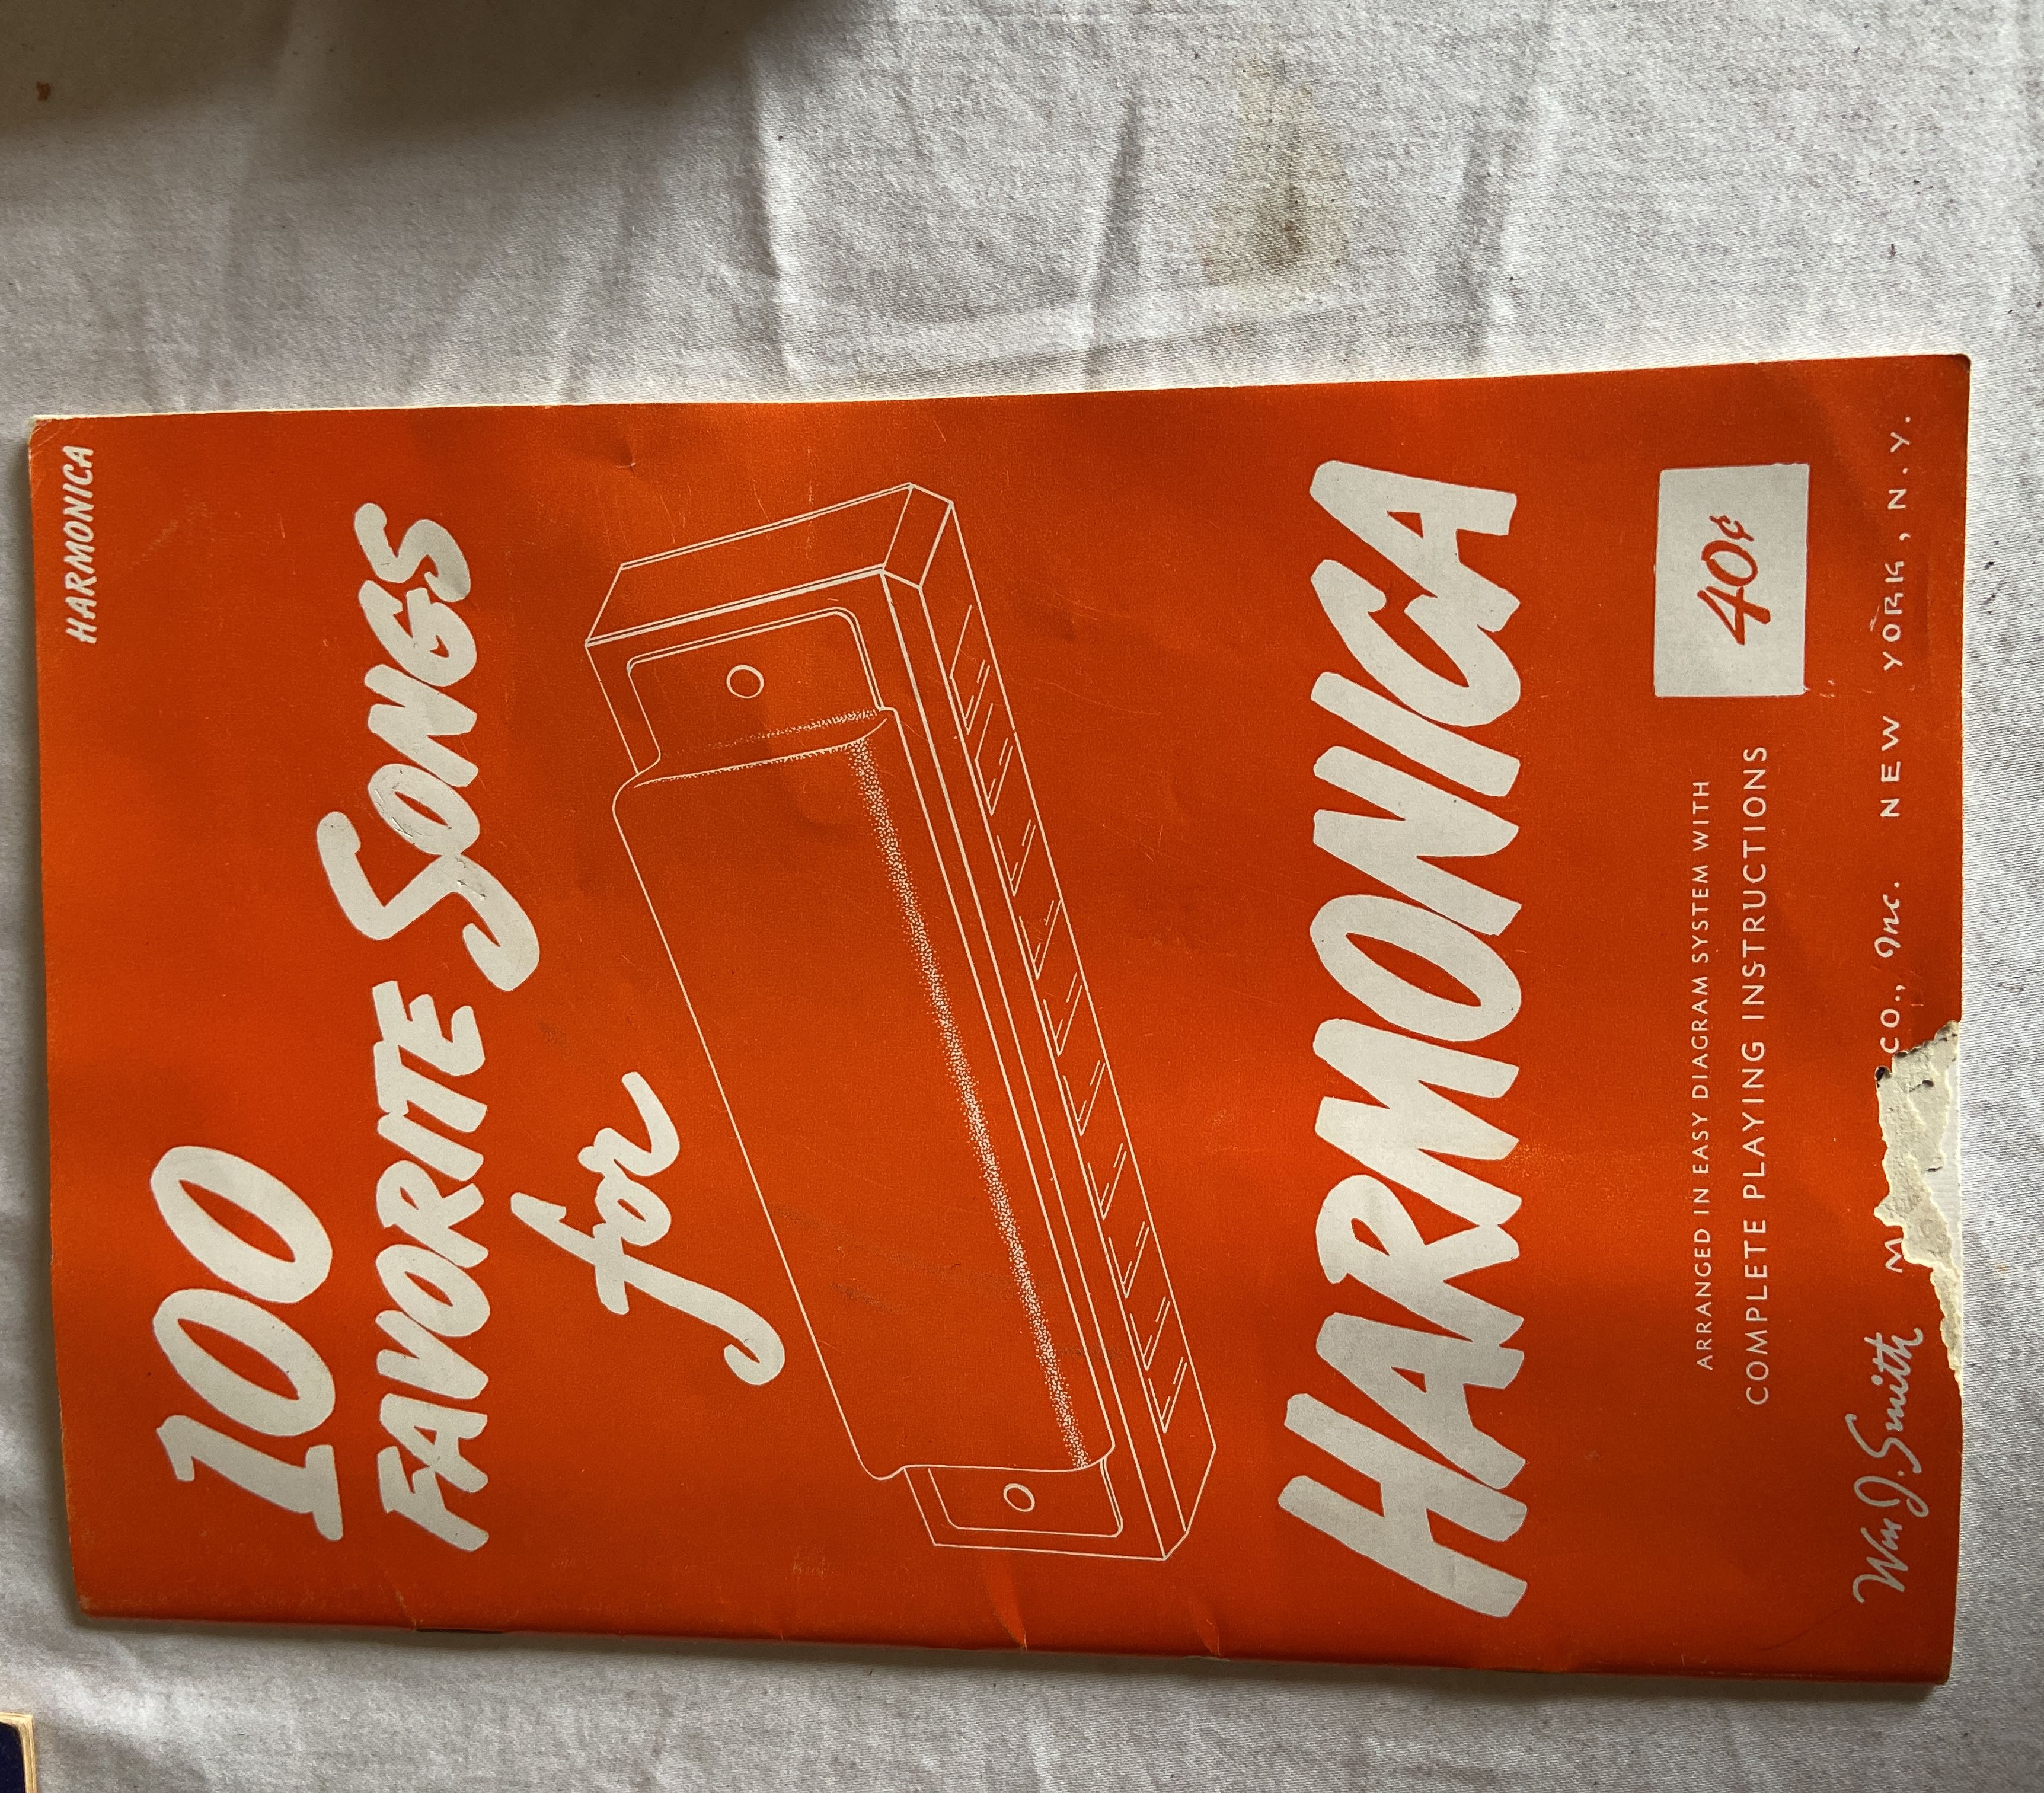 HARMONICA
100
FAVORITE SONGS
for
HARMONICA
ARRANGED IN EASY DIAGRAM SYSTEM WITH
COMPLETE PLAYING INSTRUCTIONS
40¢
Wm J. Smith CO., Inc. NEW YORK, N.Y.